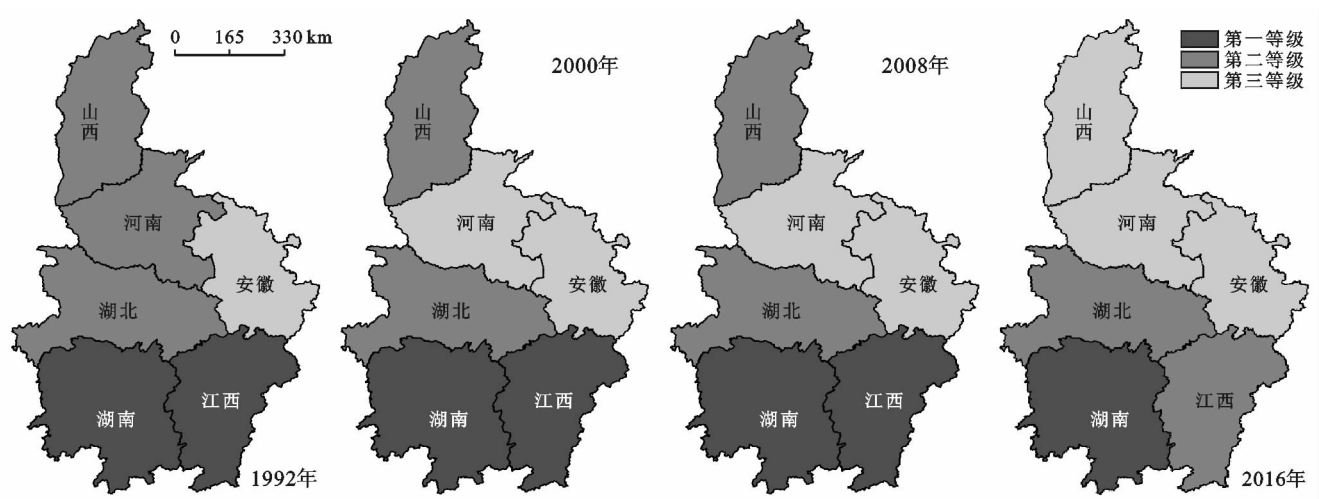 0 165 330 km
山西
河南
安徽
湖北
湖南
江西
1992年
2000年
山西
河南
安徽
湖北
湖南
江西
2008年
山西
河南
安徽
湖北
湖南
江西
第一等级
第二等级
第三等级
山西
河南
安徽
湖北
湖南
江西
2016年